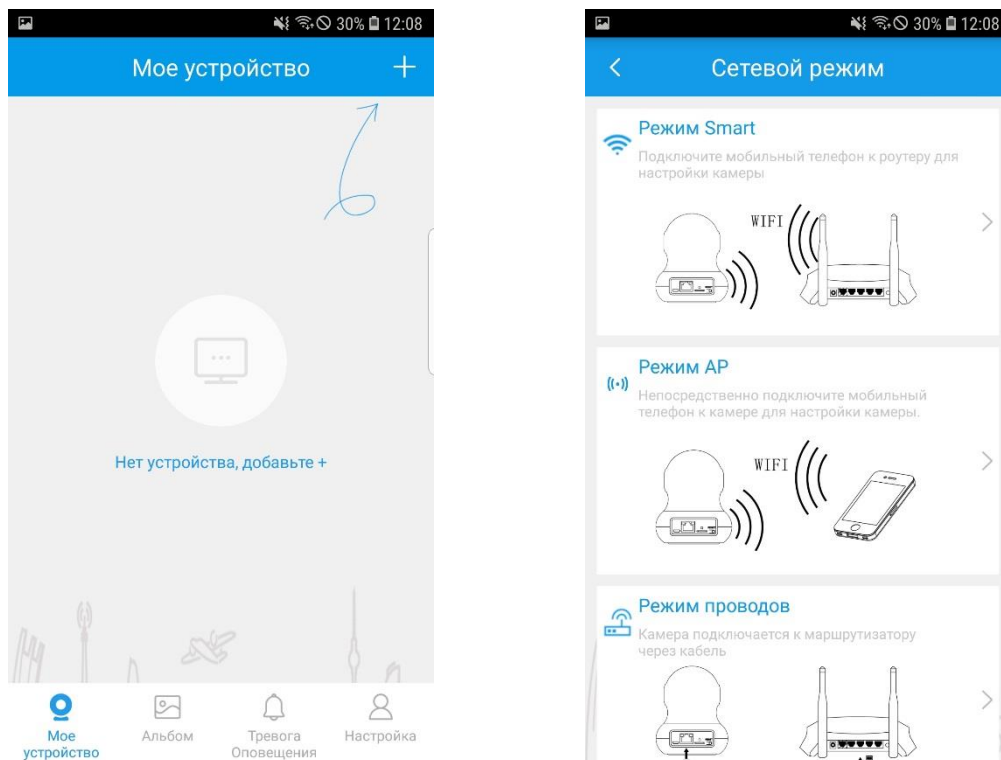 30% 12:08
Мое устройство
Нет устройства, добавьте +
Мое
устройство
Альбом
Тревога
Оповещения
Настройка
30% 12:08
Сетевой режим
Режим Smart
Подключите мобильный телефон к роутеру для
настройки камеры
WIFI
Режим AP
Непосредственно подключите мобильный
телефон к камере для настройки камеры.
WIFI
Режим проводов
Камера подключается к маршрутизатору
через кабель